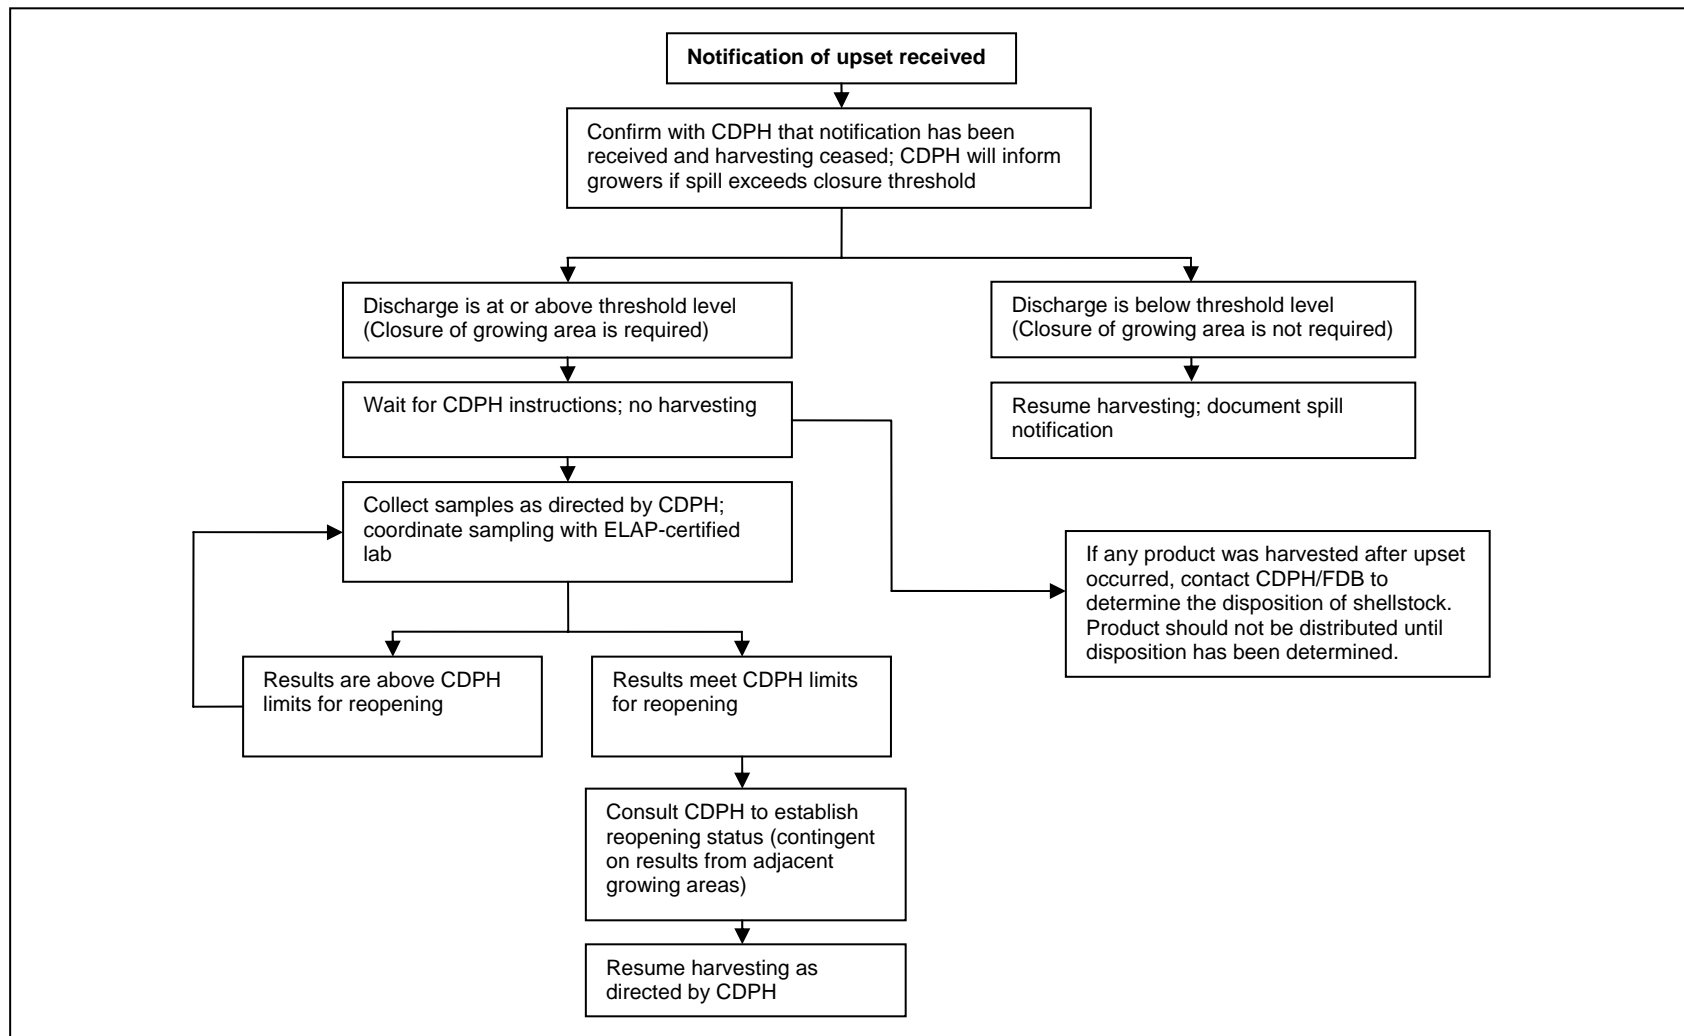 Notification of upset received
Confirm with CDPH that notification has been
received and harvesting ceased; CDPH will inform
growers if spill exceeds closure threshold
Discharge is at or above threshold level
(Closure of growing area is required)
Discharge is below threshold level
(Closure of growing area is not required)
Wait for CDPH instructions; no harvesting
Resume harvesting; document spill
notification
Collect samples as directed by CDPH;
coordinate sampling with ELAP-certified
lab
If any product was harvested after upset
occurred, contact CDPH/FDB to
determine the disposition of shellstock.
Product should not be distributed until
disposition has been determined.
Results are above CDPH
limits for reopening
Results meet CDPH limits
for reopening
Consult CDPH to establish
reopening status (contingent
on results from adjacent
growing areas)
Resume harvesting as
directed by CDPH